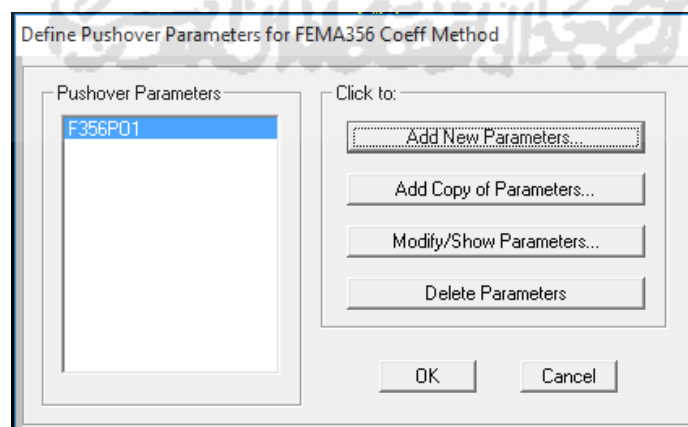 Define Pushover Parameters for FEMA356 Coeff Method
Pushover Parameters
F356PO1
Click to:
Add New Parameters...
Add Copy of Parameters...
Modify/Show Parameters...
Delete Parameters
OK
Cancel